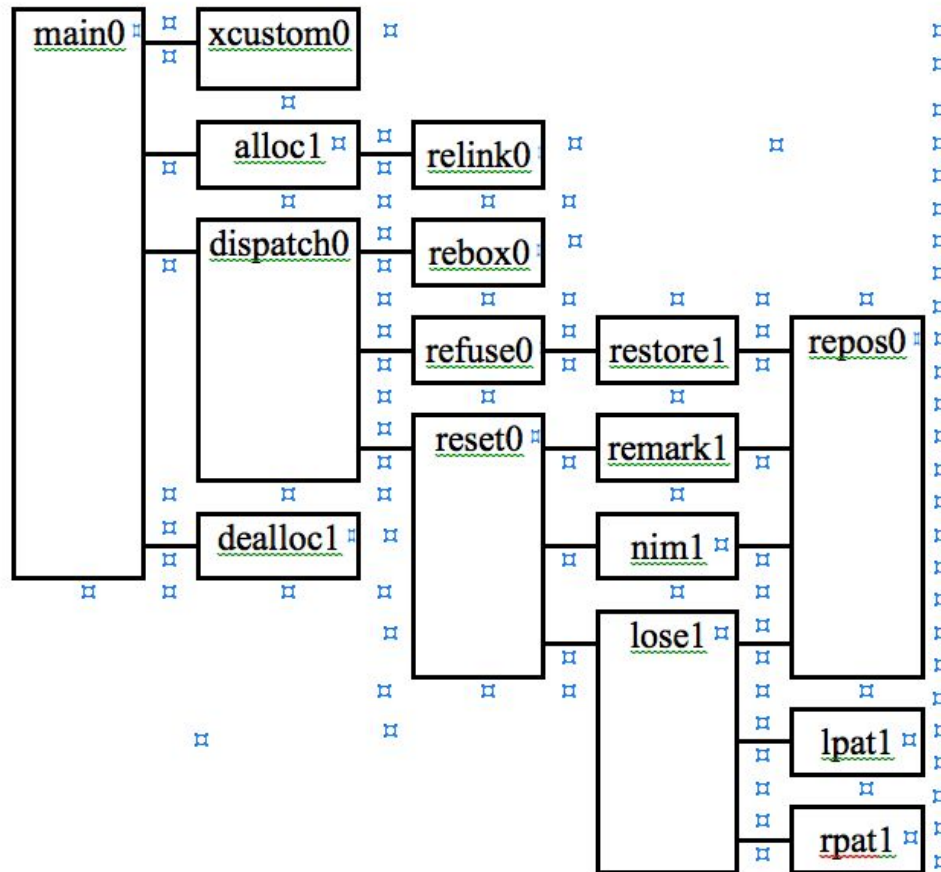 main0
xcustom0
alloc1
relink0
dispatch0
rebox0
refuse0
restore1
repos0
reset0
remark1
dealloc1
nim1
lose1
lpat1
rpat1